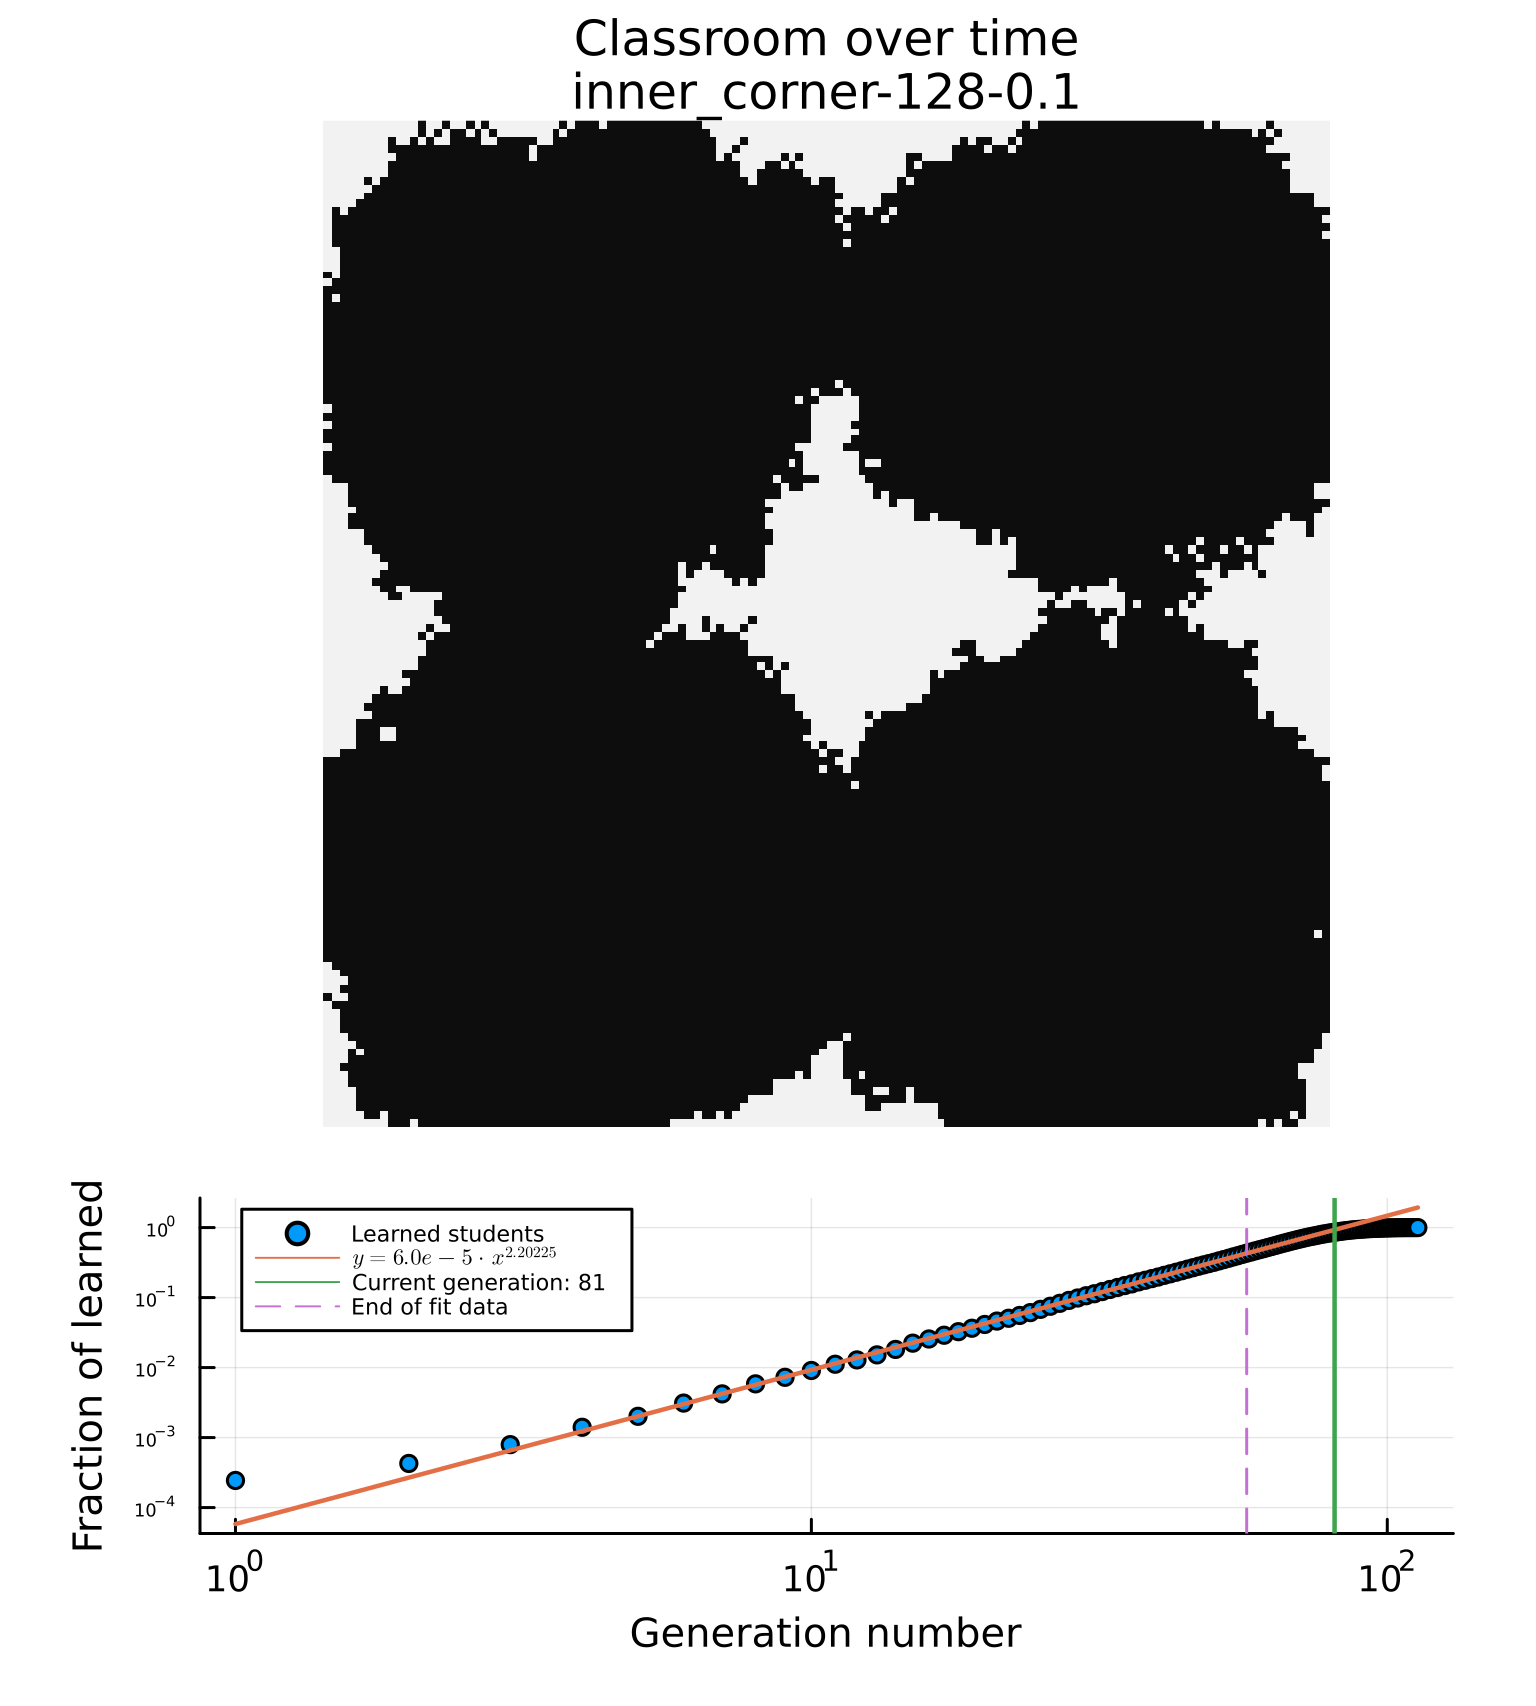 Classroom over time
inner_corner-128-0.1
Fraction of learned
10^0
10^-1
10^-2
10^-3
10^-4
Learned students
y = 6.0e − 5 · x^2.20225
Current generation: 81
End of fit data
10^0 10^1 10^2
Generation number